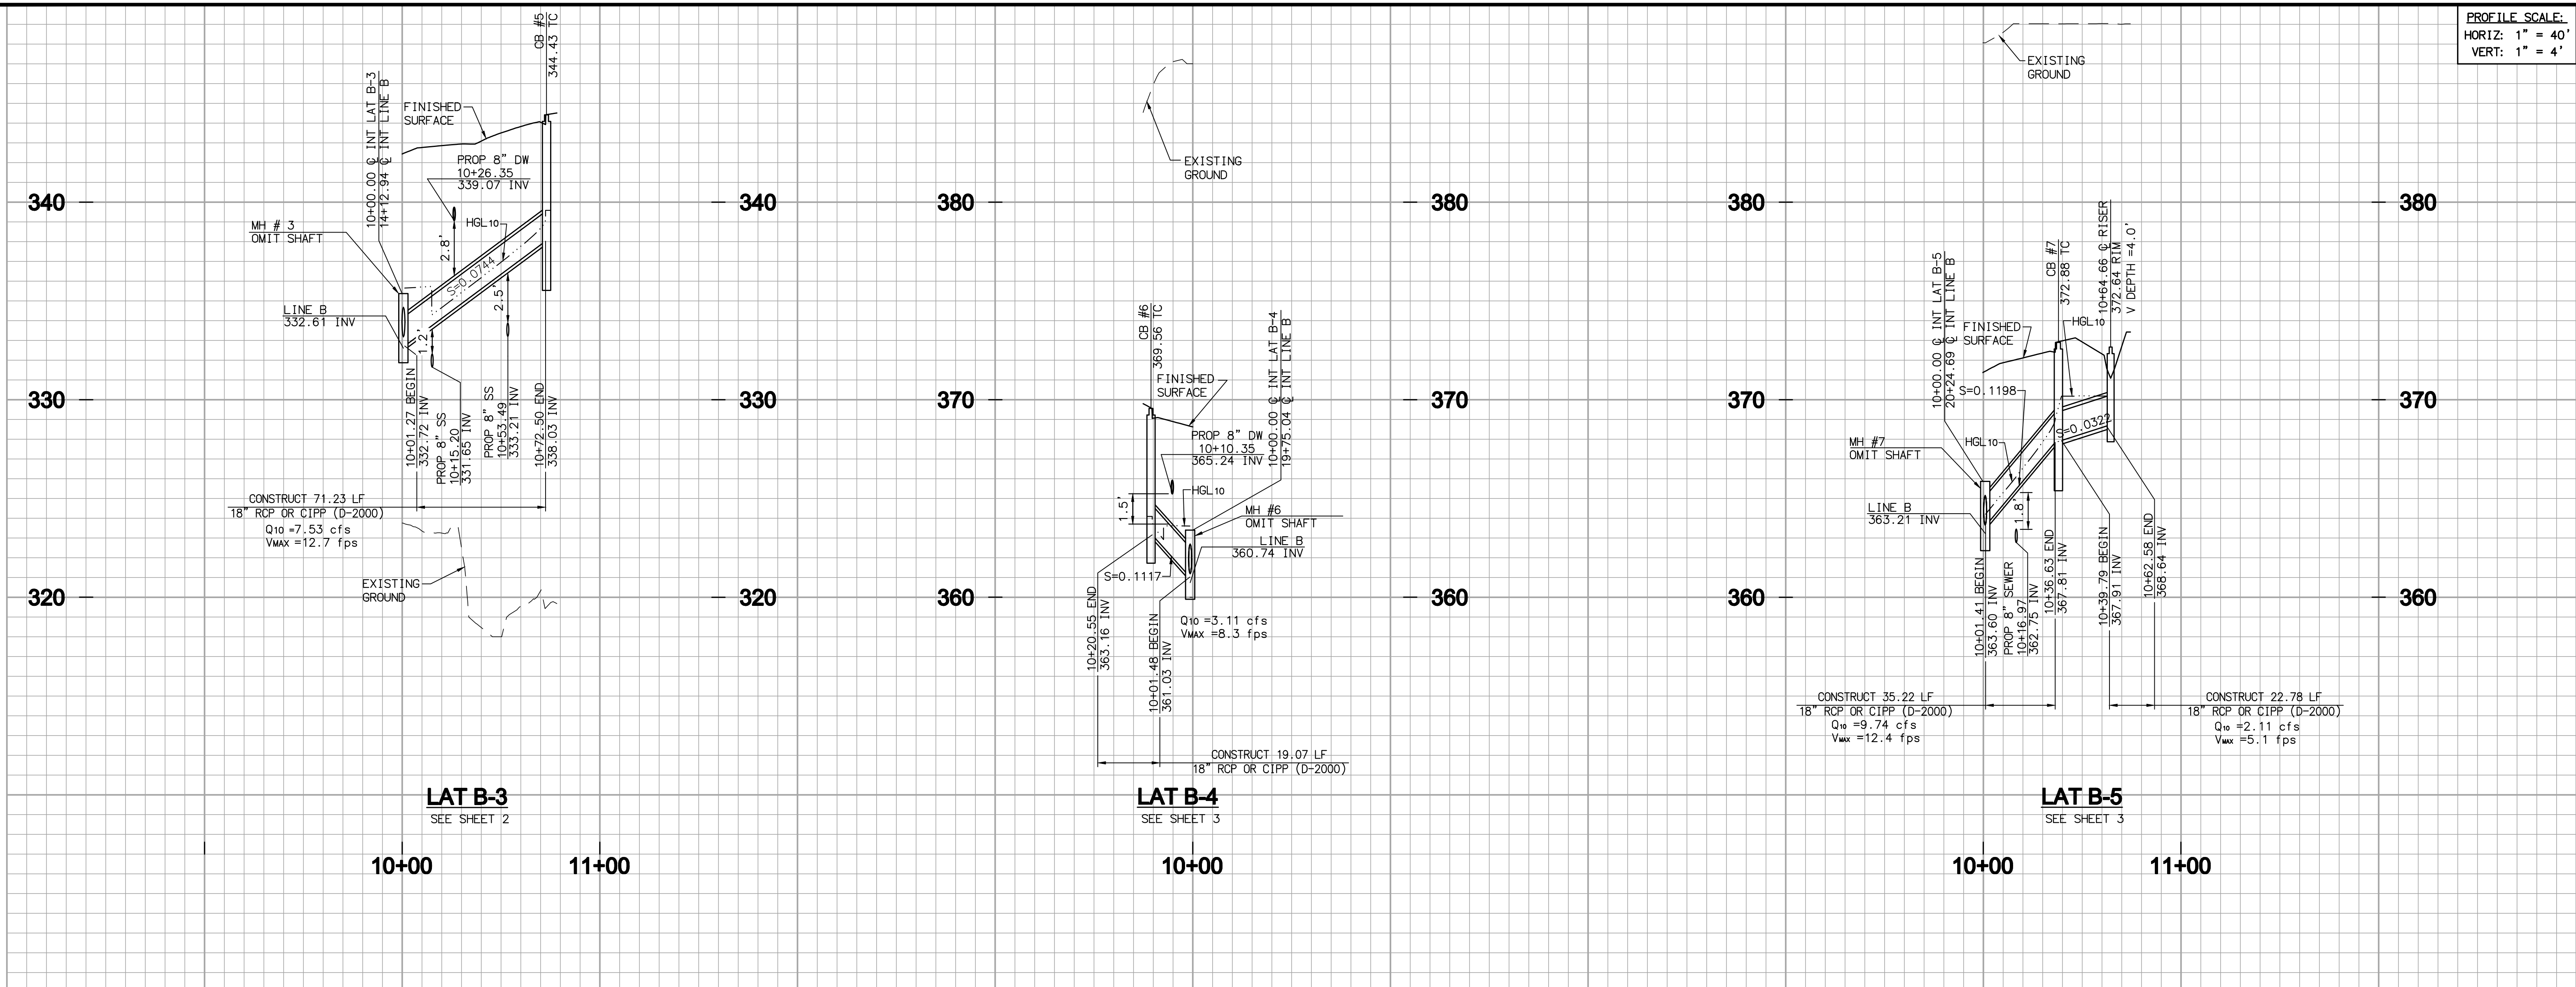 PROFILE SCALE:
HORIZ: 1" = 40'
VERT: 1" = 4'
340
330
320
10+00.00 ℄ INT LAT B-3
14+12.94 ℄ INT LINE B
CB #5
344.43 TC
FINISHED
SURFACE
PROP 8" DW
10+26.35
339.07 INV
MH # 3
OMIT SHAFT
HGL10
2.8'
S=0.0744
2.5'
LINE B
332.61 INV
1.2'
10+01.27 BEGIN
332.72 INV
PROP 8" SS
10+15.20
331.65 INV
PROP 8" SS
10+53.49
333.21 INV
10+72.50 END
338.03 INV
CONSTRUCT 71.23 LF
18" RCP OR CIPP (D-2000)
Q10 =7.53 cfs
VMAX =12.7 fps
EXISTING
GROUND
LAT B-3
SEE SHEET 2
10+00
11+00
340
330
320
380
370
360
EXISTING
GROUND
CB #6
369.56 TC
FINISHED
SURFACE
PROP 8" DW
10+10.35
365.24 INV
10+00.00 ℄ INT LAT B-4
19+75.04 ℄ INT LINE B
HGL10
1.5'
MH #6
OMIT SHAFT
LINE B
360.74 INV
S=0.1117
10+20.55 END
363.16 INV
10+01.48 BEGIN
361.03 INV
Q10 =3.11 cfs
VMAX =8.3 fps
CONSTRUCT 19.07 LF
18" RCP OR CIPP (D-2000)
LAT B-4
SEE SHEET 3
10+00
380
370
360
380
370
360
EXISTING
GROUND
10+00.00 ℄ INT LAT B-5
20+24.69 ℄ INT LINE B
FINISHED
SURFACE
CB #7
372.88 TC
10+64.66 ℄ RISER
372.64 RIM
V DEPTH =4.0'
HGL10
S=0.1198
S=0.0322
MH #7
OMIT SHAFT
HGL10
LINE B
363.21 INV
1.8'
10+01.41 BEGIN
363.60 INV
PROP 8" SEWER
10+16.97
362.75 INV
10+36.63 END
367.81 INV
10+39.79 BEGIN
367.91 INV
10+62.58 END
368.64 INV
CONSTRUCT 35.22 LF
18" RCP OR CIPP (D-2000)
Q10 =9.74 cfs
VMAX =12.4 fps
CONSTRUCT 22.78 LF
18" RCP OR CIPP (D-2000)
Q10 =2.11 cfs
VMAX =5.1 fps
LAT B-5
SEE SHEET 3
10+00
11+00
380
370
360